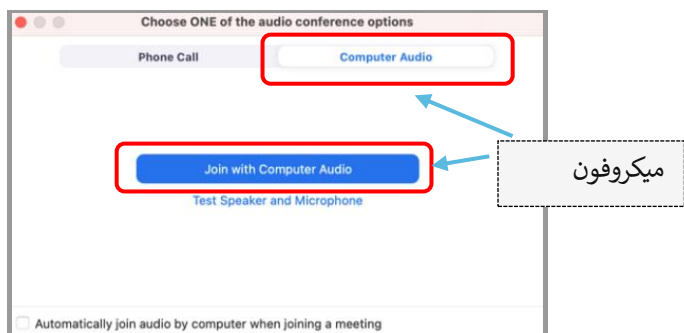 Choose ONE of the audio conference options
Phone Call
Computer Audio
Join with Computer Audio
ميكروفون
Test Speaker and Microphone
Automatically join audio by computer when joining a meeting